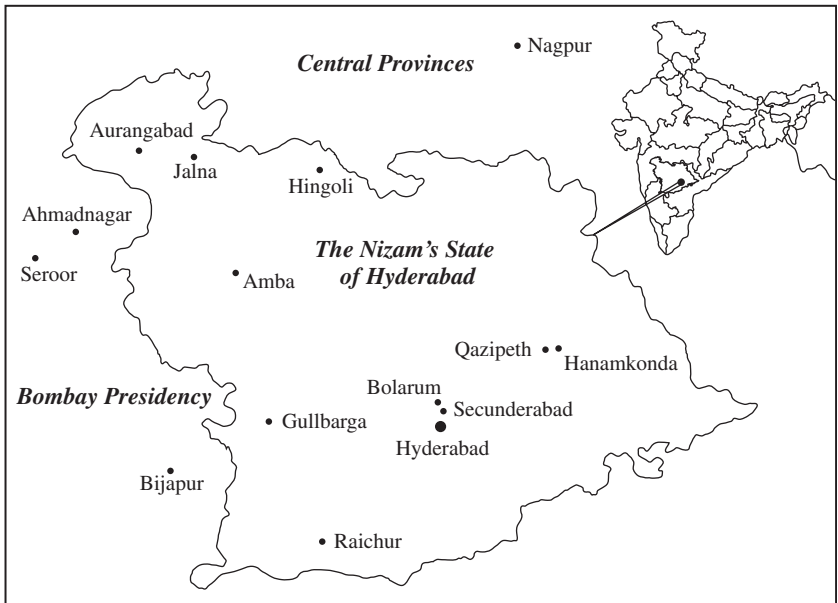 Nagpur
Central Provinces
Aurangabad
Jalna
Hingoli
Ahmadnagar
Seroor
The Nizam's State
of Hyderabad
Amba
Qazipeth
Hanamkonda
Bombay Presidency
Bolarum
Secunderabad
Gullbarga
Hyderabad
Bijapur
Raichur